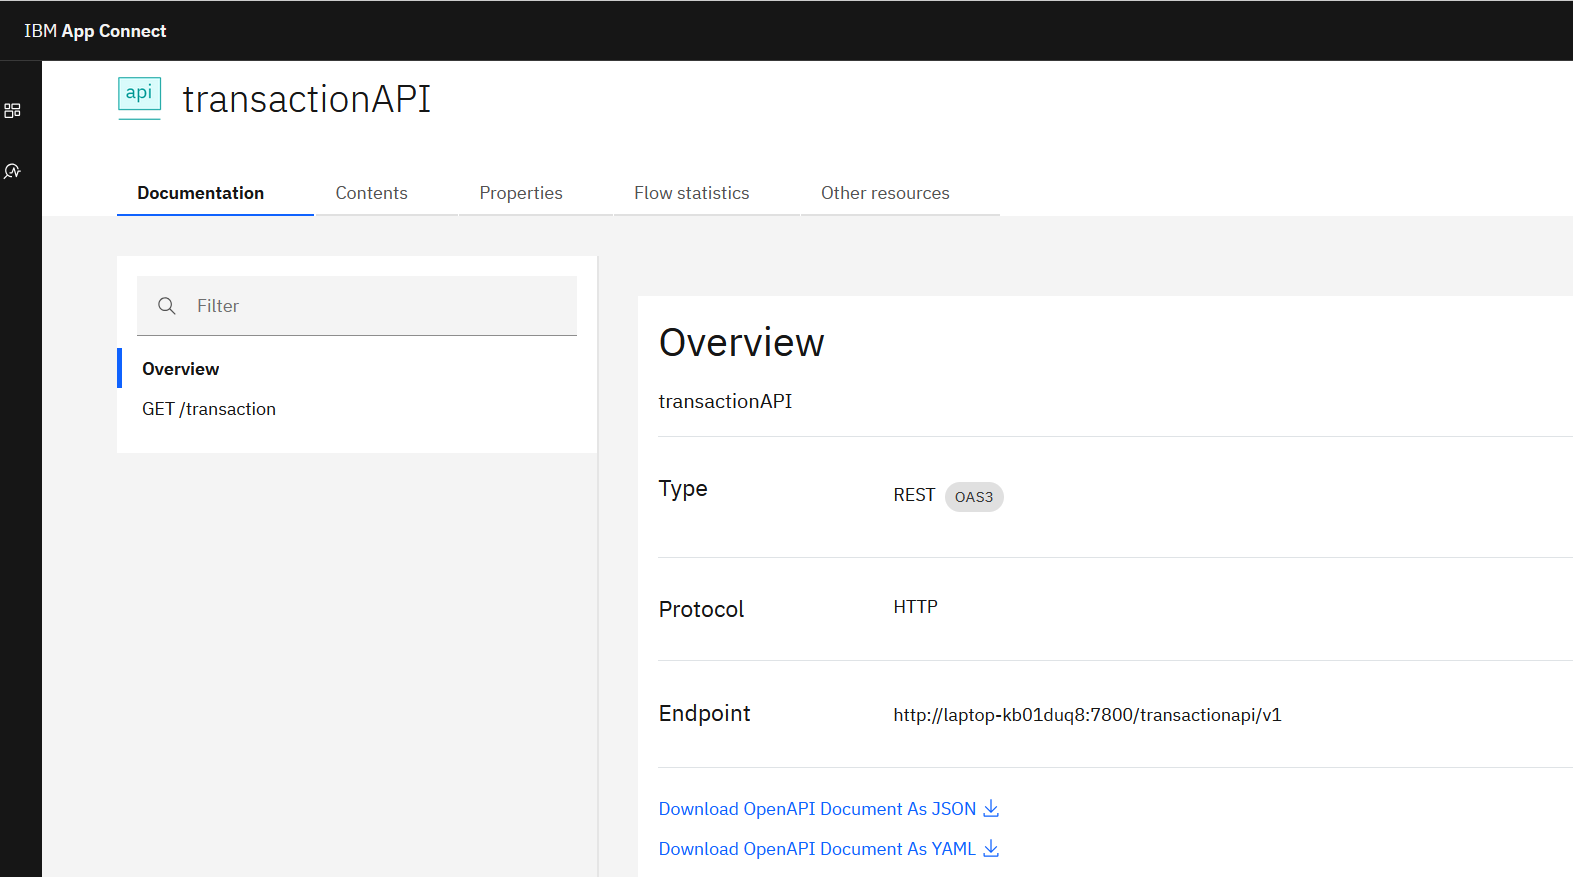 IBM App Connect
api
transactionAPI
Documentation
Contents
Properties
Flow statistics
Other resources
Filter
Overview
GET /transaction
Overview
transactionAPI
Type
REST
OAS3
Protocol
HTTP
Endpoint
http://laptop-kb01duq8:7800/transactionapi/v1
Download OpenAPI Document As JSON
Download OpenAPI Document As YAML